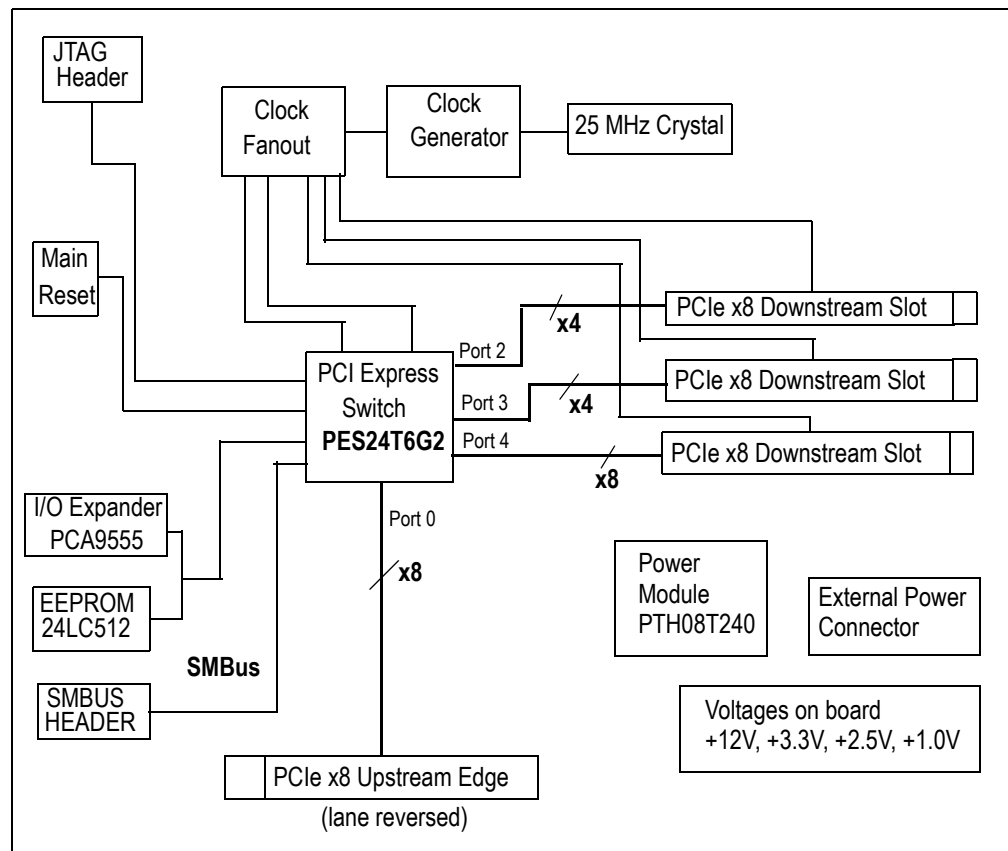 JTAG
Header
Clock
Fanout
Clock
Generator
25 MHz Crystal
Main
Reset
PCIe x8 Downstream Slot
x4
Port 2
PCI Express
Switch
PES24T6G2
PCIe x8 Downstream Slot
x4
Port 3
Port 4
PCIe x8 Downstream Slot
x8
I/O Expander
PCA9555
Port 0
x8
EEPROM
24LC512
SMBus
SMBUS
HEADER
Power
Module
PTH08T240
External Power
Connector
Voltages on board
+12V, +3.3V, +2.5V, +1.0V
PCIe x8 Upstream Edge
(lane reversed)